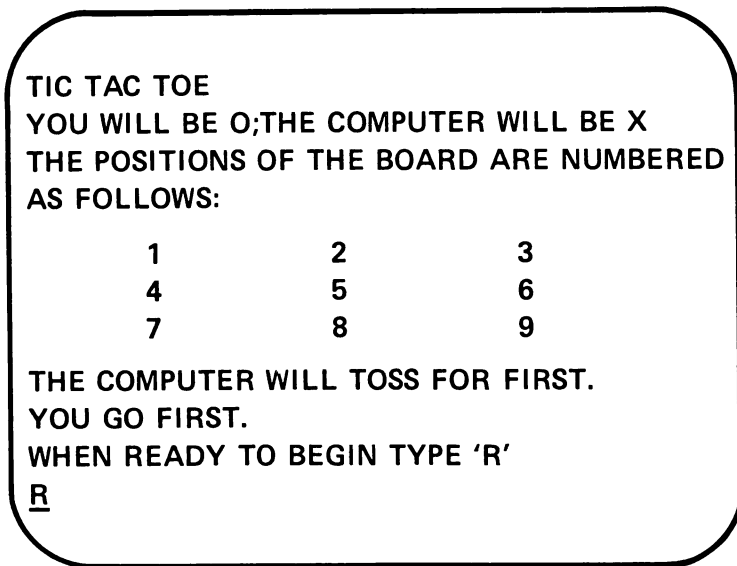 TIC TAC TOE
YOU WILL BE O;THE COMPUTER WILL BE X
THE POSITIONS OF THE BOARD ARE NUMBERED
AS FOLLOWS:
1 2 3
4 5 6
7 8 9
THE COMPUTER WILL TOSS FOR FIRST.
YOU GO FIRST.
WHEN READY TO BEGIN TYPE 'R'
R